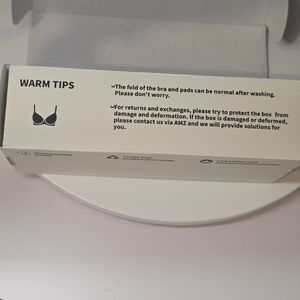 WARM TIPS
The fold of the bra and pads can be normal after washing.
Please don't worry.
For returns and exchanges, please try to protect the box from
damage and deformation. If the box is damaged or deformed,
please contact us via AMZ and we will provide solutions for
you.